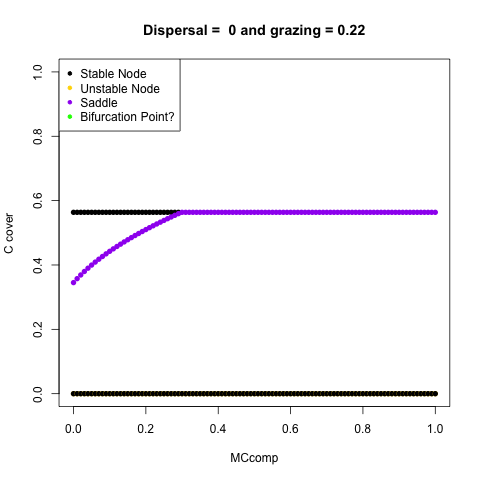 Dispersal =  0 and grazing = 0.22
Stable Node
Unstable Node
Saddle
Bifurcation Point?
C cover
1.0
0.8
0.6
0.4
0.2
0.0
0.0 0.2 0.4 0.6 0.8 1.0
MCcomp